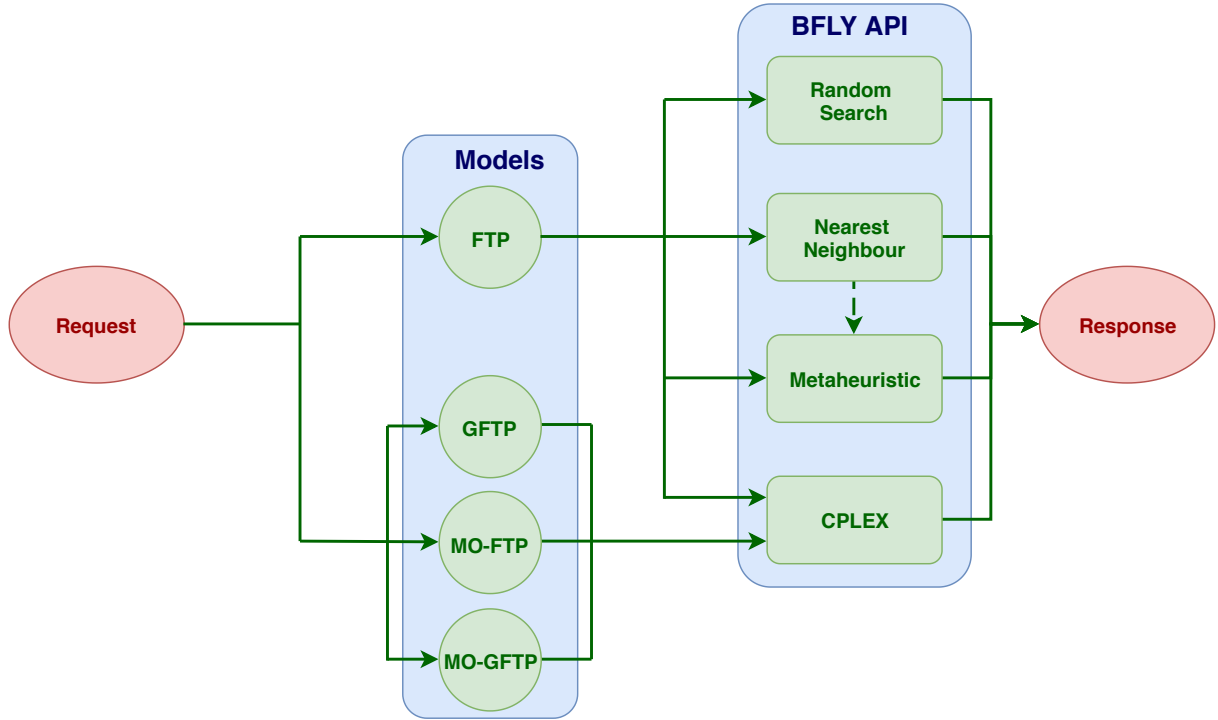 BFLY API
Random
Search
Models
FTP
Nearest
Neighbour
Request
Response
Metaheuristic
GFTP
CPLEX
MO-FTP
MO-GFTP